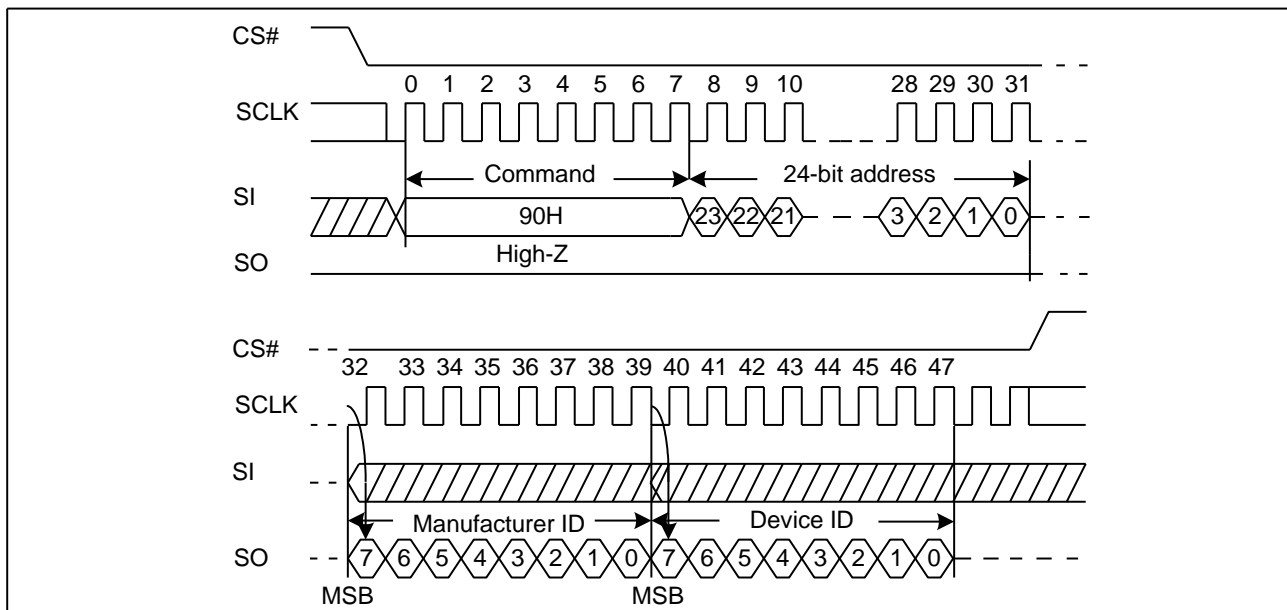 CS#
0 1 2 3 4 5 6 7 8 9 10 28 29 30 31
SCLK
Command 24-bit address
SI
90H 23 22 21 3 2 1 0
High-Z
SO
CS#
32 33 34 35 36 37 38 39 40 41 42 43 44 45 46 47
SCLK
SI
Manufacturer ID Device ID
SO 7 6 5 4 3 2 1 0 7 6 5 4 3 2 1 0
MSB MSB